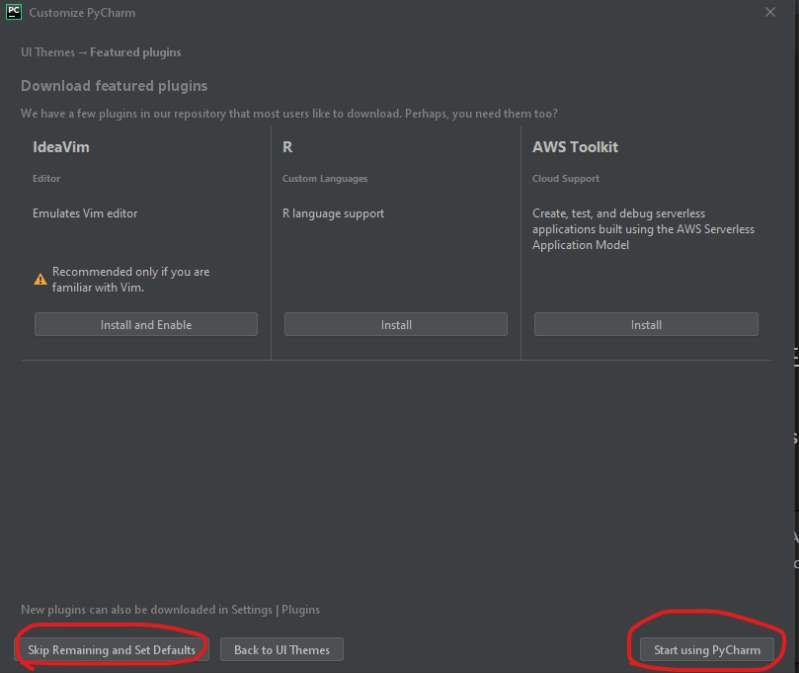 PC
Customize PyCharm
UI Themes → Featured plugins
Download featured plugins
We have a few plugins in our repository that most users like to download. Perhaps, you need them too?
IdeaVim
Editor
Emulates Vim editor
Recommended only if you are
familiar with Vim.
Install and Enable
R
Custom Languages
R language support
Install
AWS Toolkit
Cloud Support
Create, test, and debug serverless
applications built using the AWS Serverless
Application Model
Install
New plugins can also be downloaded in Settings | Plugins
Skip Remaining and Set Defaults
Back to UI Themes
Start using PyCharm